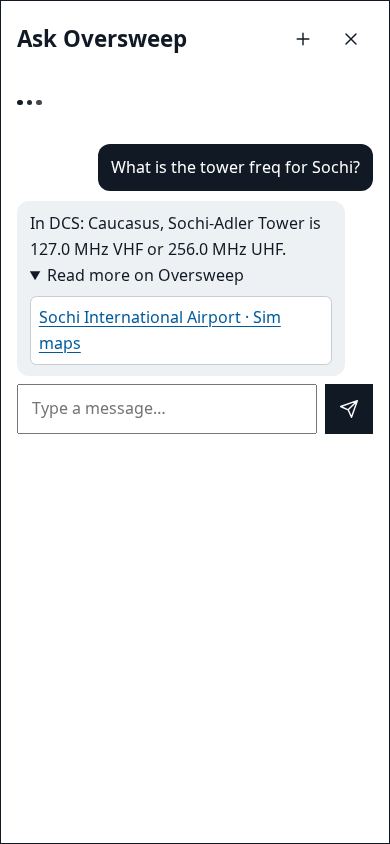 Ask Oversweep
What is the tower freq for Sochi?
In DCS: Caucasus, Sochi-Adler Tower is
127.0 MHz VHF or 256.0 MHz UHF.
▼ Read more on Oversweep
Sochi International Airport · Sim
maps
Type a message...